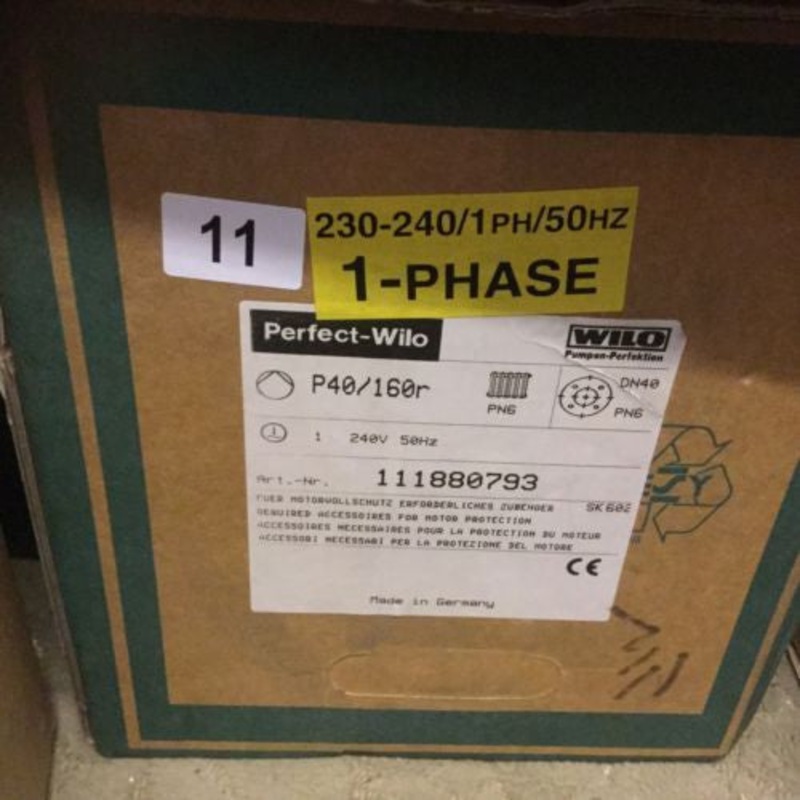 11
230-240/1PH/50HZ
1-PHASE
Perfect-Wilo
WILO
Pumpen-Perfektion
P40/160r
PN6
DN40
PN6
1 240V 50Hz
Art.-Nr. 111880793
FUER MOTORVOLLSCHUTZ ERFORDERLICHES ZUBEHOER SK602
REQUIRED ACCESSOIRES FOR MOTOR PROTECTION
ACCESSOIRES NECESSAIRES POUR LA PROTECTION DU MOTEUR
ACCESSORI NECESSARI PER LA PROTEZIONE DEL MOTORE
CE
Made in Germany
RESY